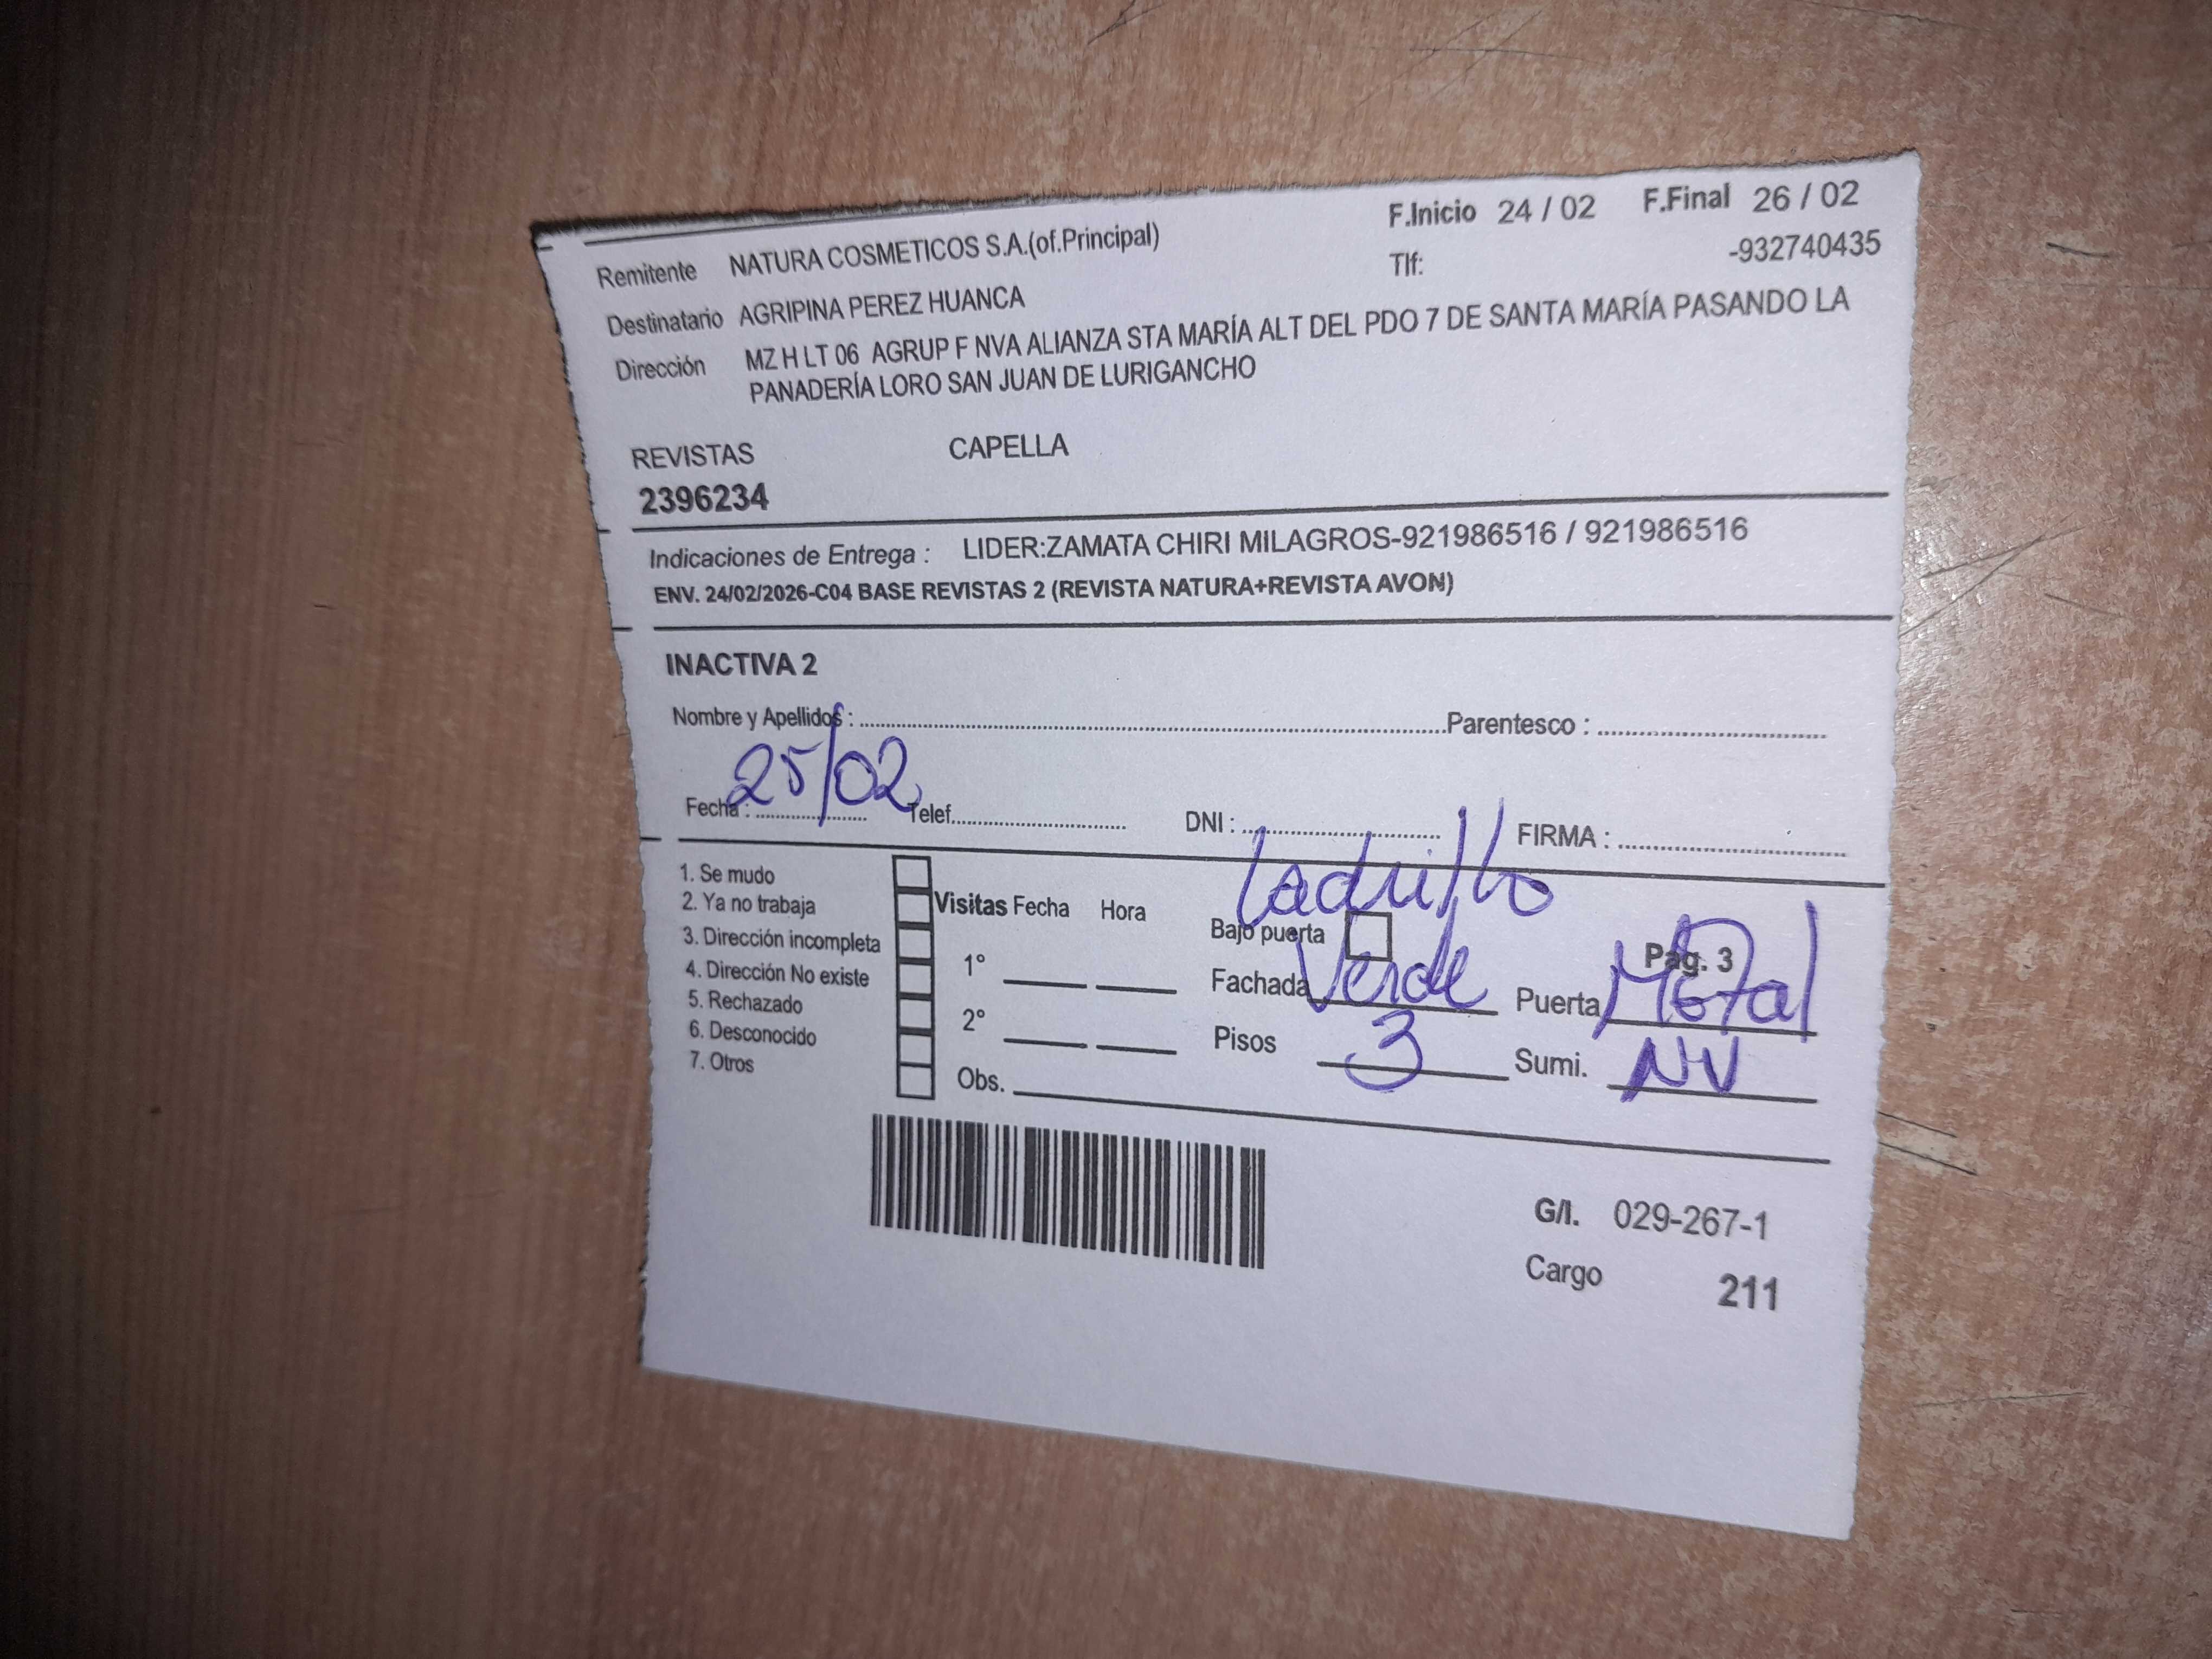 F.Inicio 24 / 02 F.Final 26 / 02
Remitente NATURA COSMETICOS S.A.(of.Principal) Tlf: -932740435
Destinatario AGRIPINA PEREZ HUANCA
Dirección MZ H LT 06 AGRUP F NVA ALIANZA STA MARÍA ALT DEL PDO 7 DE SANTA MARÍA PASANDO LA
PANADERÍA LORO SAN JUAN DE LURIGANCHO
REVISTAS CAPELLA
2396234
Indicaciones de Entrega : LIDER:ZAMATA CHIRI MILAGROS-921986516 / 921986516
ENV. 24/02/2026-C04 BASE REVISTAS 2 (REVISTA NATURA+REVISTA AVON)
INACTIVA 2
Nombre y Apellidos : Parentesco :
Fecha : 25/02 Telef. DNI : FIRMA :
1. Se mudo
2. Ya no trabaja
3. Dirección incompleta
4. Dirección No existe
5. Rechazado
6. Desconocido
7. Otros
Visitas Fecha Hora
1°
2°
Obs.
Ladrillo
Bajo puerta Pag. 3
Fachada Verde Puerta Metal
Pisos 3 Sumi. NV
G/I. 029-267-1
Cargo 211